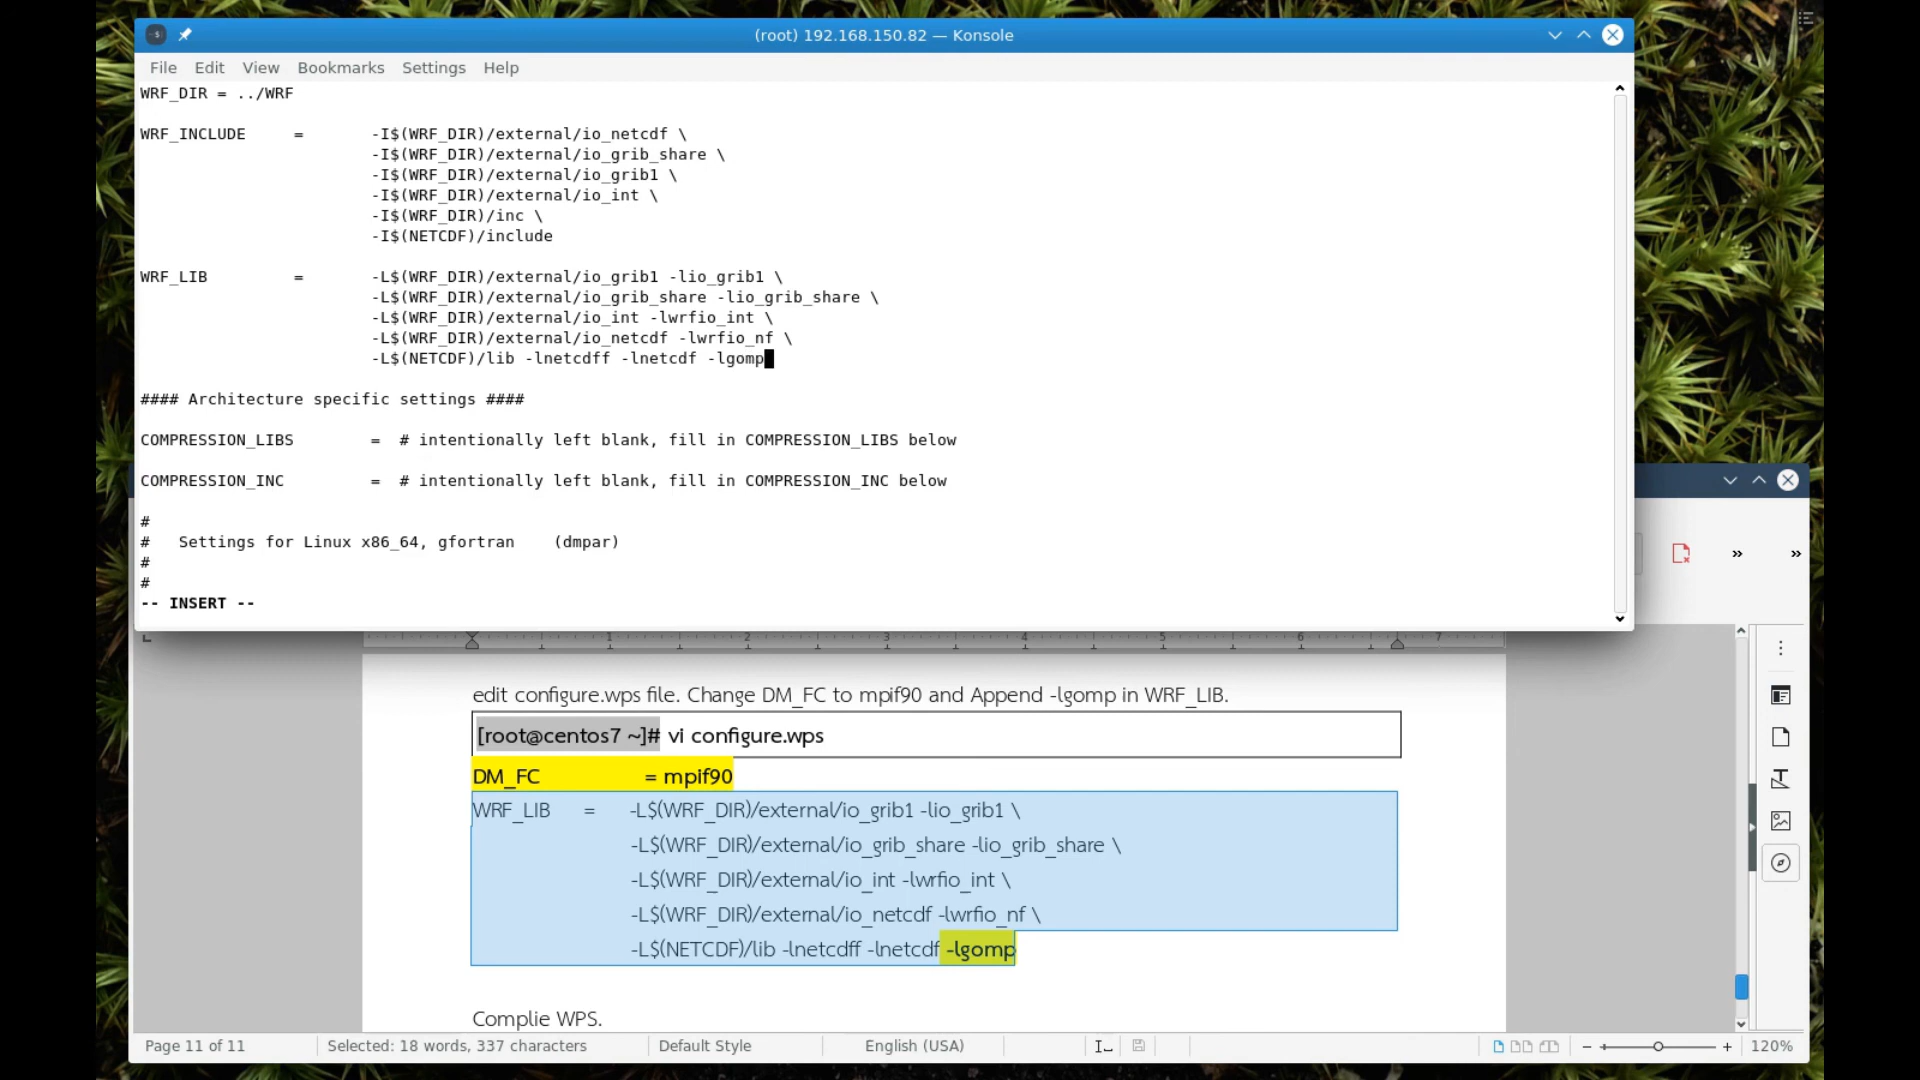 (root) 192.168.150.82 — Konsole
File Edit View Bookmarks Settings Help
WRF_DIR = ../WRF
WRF_INCLUDE = -I$(WRF_DIR)/external/io_netcdf \
-I$(WRF_DIR)/external/io_grib_share \
-I$(WRF_DIR)/external/io_grib1 \
-I$(WRF_DIR)/external/io_int \
-I$(WRF_DIR)/inc \
-I$(NETCDF)/include
WRF_LIB = -L$(WRF_DIR)/external/io_grib1 -lio_grib1 \
-L$(WRF_DIR)/external/io_grib_share -lio_grib_share \
-L$(WRF_DIR)/external/io_int -lwrfio_int \
-L$(WRF_DIR)/external/io_netcdf -lwrfio_nf \
-L$(NETCDF)/lib -lnetcdff -lnetcdf -lgomp
#### Architecture specific settings ####
COMPRESSION_LIBS = # intentionally left blank, fill in COMPRESSION_LIBS below
COMPRESSION_INC = # intentionally left blank, fill in COMPRESSION_INC below
#
# Settings for Linux x86_64, gfortran (dmpar)
#
#
-- INSERT --
» »
1 2 3 4 5 6 7
edit configure.wps file. Change DM_FC to mpif90 and Append -lgomp in WRF_LIB.
[root@centos7 ~]# vi configure.wps
DM_FC = mpif90
WRF_LIB = -L$(WRF_DIR)/external/io_grib1 -lio_grib1 \
-L$(WRF_DIR)/external/io_grib_share -lio_grib_share \
-L$(WRF_DIR)/external/io_int -lwrfio_int \
-L$(WRF_DIR)/external/io_netcdf -lwrfio_nf \
-L$(NETCDF)/lib -lnetcdff -lnetcdf -lgomp
Complie WPS.
Page 11 of 11 Selected: 18 words, 337 characters Default Style English (USA) 120%